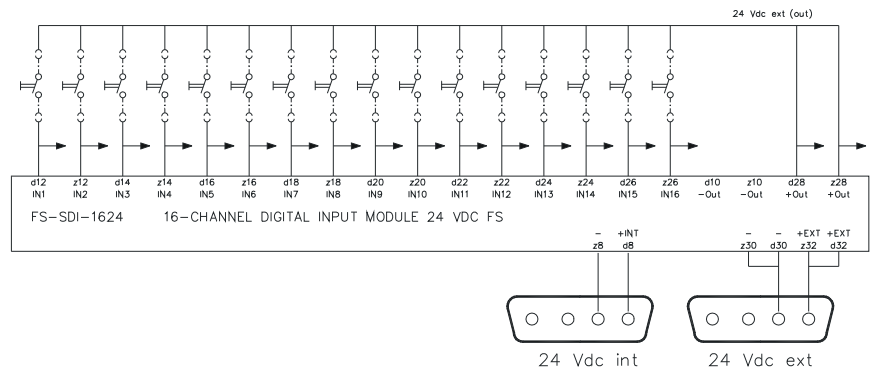 24 Vdc ext (out)
d12 z12 d14 z14 d16 z16 d18 z18 d20 z20 d22 z22 d24 z24 d26 z26 d10 z10 d28 z28
IN1 IN2 IN3 IN4 IN5 IN6 IN7 IN8 IN9 IN10 IN11 IN12 IN13 IN14 IN15 IN16 -Out -Out +Out +Out
FS-SDI-1624 16-CHANNEL DIGITAL INPUT MODULE 24 VDC FS
- +INT - - +EXT +EXT
z8 d8 z30 d30 z32 d32
24 Vdc int 24 Vdc ext